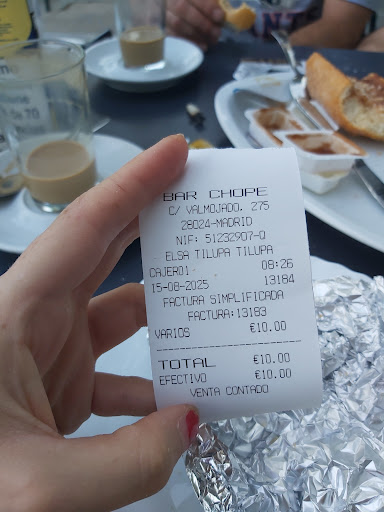 BAR CHOPE
C/ VALMOJADO, 275
28024-MADRID
NIF: 51232907-Q
ELSA TILUPA TILUPA
CAJERO1 08:26
15-08-2025 13184
FACTURA SIMPLIFICADA
FACTURA:13183
VARIOS €10.00
TOTAL €10.00
EFECTIVO €10.00
VENTA CONTADO